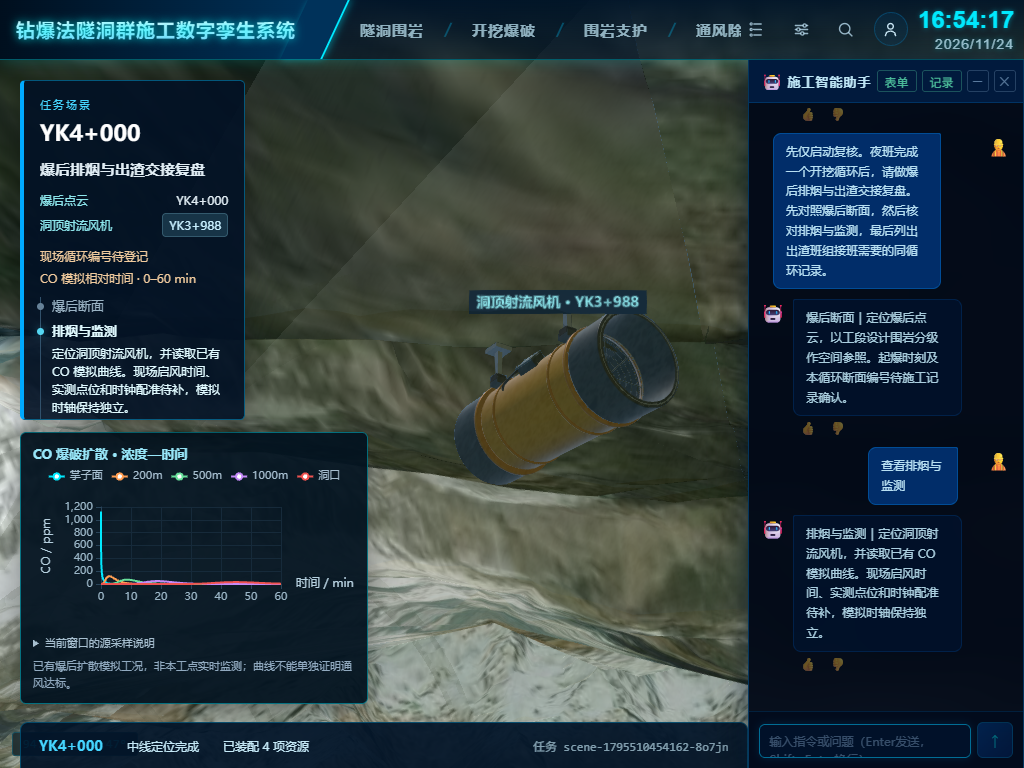 钻爆法隧洞群施工数字孪生系统
隧洞围岩 / 开挖爆破 / 围岩支护 / 通风除
16:54:17
2026/11/24
任务场景
YK4+000
爆后排烟与出渣交接复盘
爆后点云 YK4+000
洞顶射流风机 YK3+988
现场循环编号待登记
CO 模拟相对时间 · 0–60 min
爆后断面
排烟与监测
定位洞顶射流风机，并读取已有
CO 模拟曲线。现场启风时间、
实测点位和时钟配准待补，模拟
时轴保持独立。
洞顶射流风机 • YK3+988
CO 爆破扩散 • 浓度—时间
掌子面 200m 500m 1000m 洞口
CO / ppm
1,200
1,000
800
600
400
200
0
0 10 20 30 40 50 60
时间 / min
当前窗口的源采样说明
已有爆后扩散模拟工况，非本工点实时监测；曲线不能单独证明通
风达标。
YK4+000 中线定位完成 已装配 4 项资源 任务 scene-1795510454162-8o7jn
施工智能助手 表单 记录
先仅启动复核。夜班完成
一个开挖循环后，请做爆
后排烟与出渣交接复盘。
先对照爆后断面，然后核
对排烟与监测，最后列出
出渣班组接班需要的同循
环记录。
爆后断面 | 定位爆后点
云，以工段设计围岩分级
作空间参照。起爆时刻及
本循环断面编号待施工记
录确认。
查看排烟与
监测
排烟与监测 | 定位洞顶射
流风机，并读取已有 CO
模拟曲线。现场启风时
间、实测点位和时钟配准
待补，模拟时轴保持独
立。
输入指令或问题（Enter发送，